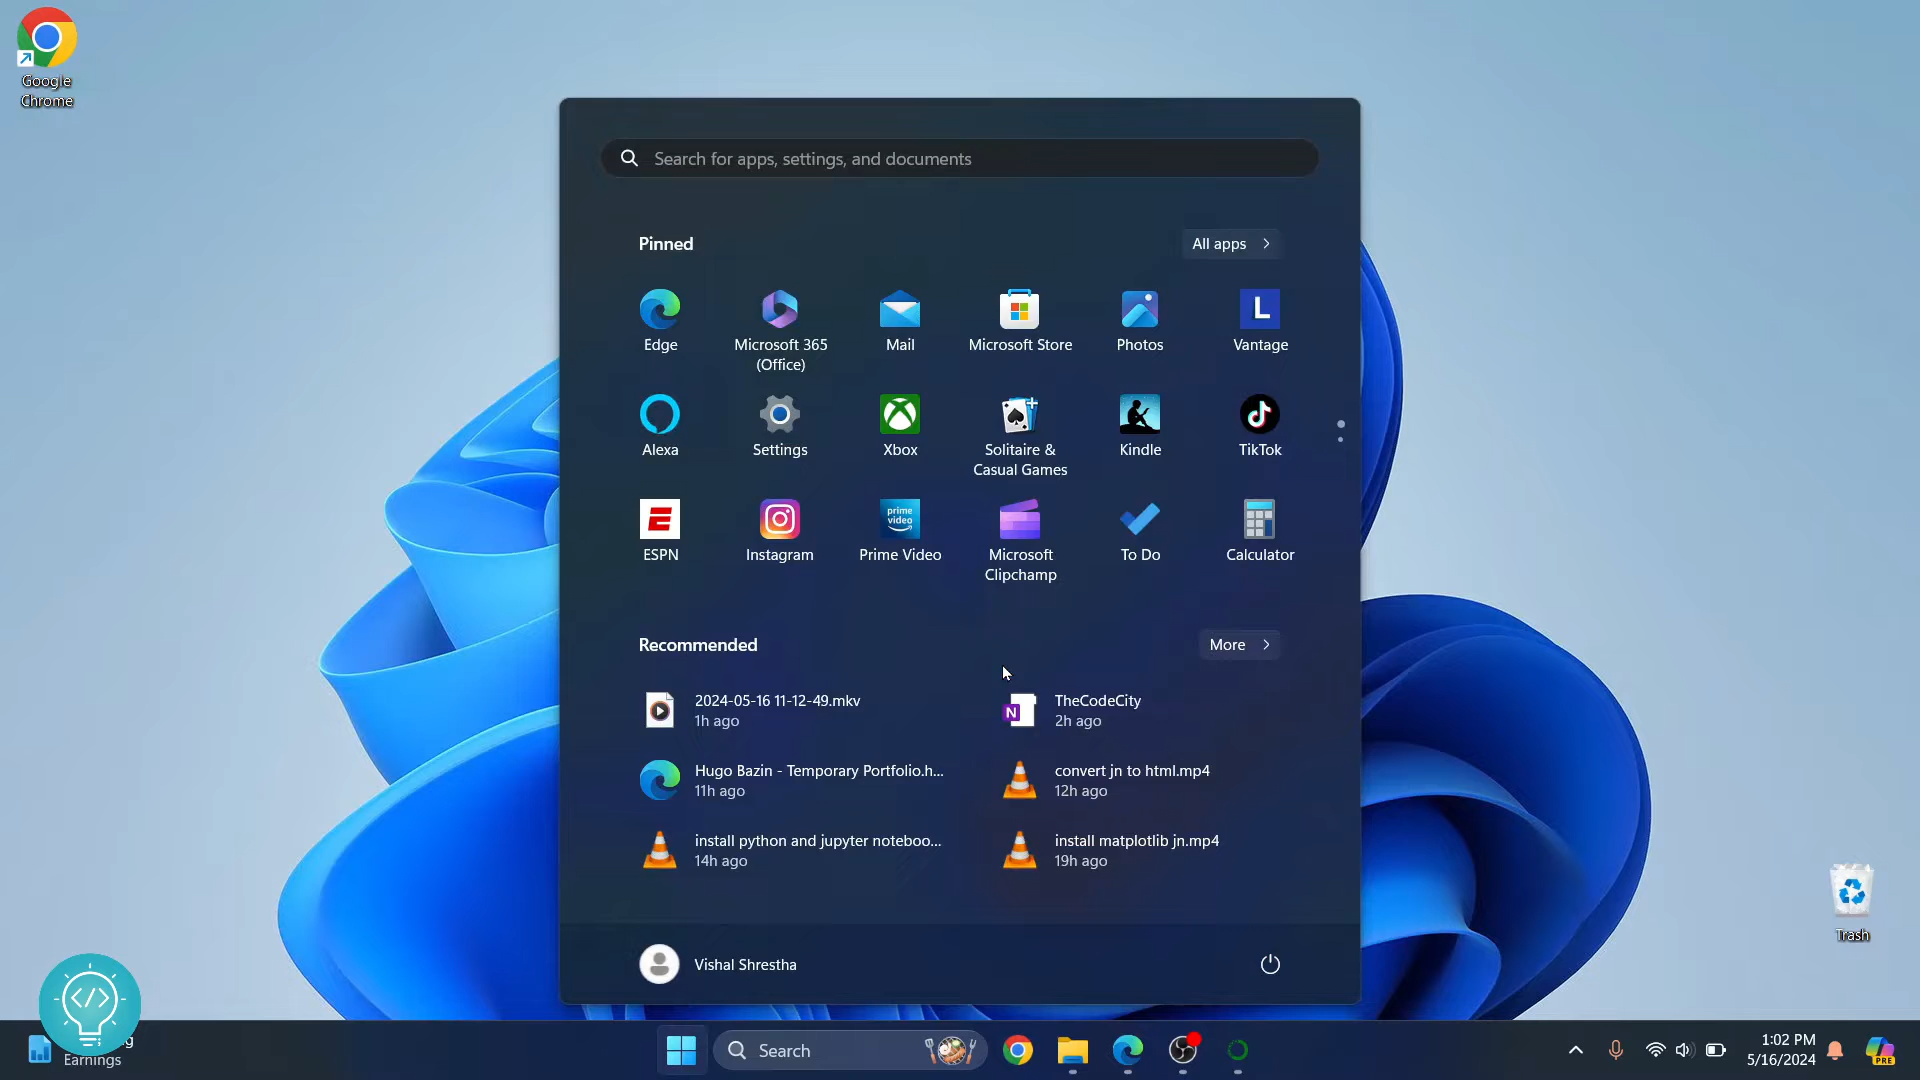 Google
Chrome
Search for apps, settings, and documents
Pinned
All apps
Edge
Microsoft 365
(Office)
Mail
Microsoft Store
Photos
L
Vantage
Alexa
Settings
Xbox
Solitaire &
Casual Games
Kindle
TikTok
E
ESPN
Instagram
prime
video
Prime Video
Microsoft
Clipchamp
To Do
Calculator
Recommended
More
2024-05-16 11-12-49.mkv
1h ago
N
TheCodeCity
2h ago
Hugo Bazin - Temporary Portfolio.h...
11h ago
convert jn to html.mp4
12h ago
install python and jupyter noteboo...
14h ago
install matplotlib jn.mp4
19h ago
Vishal Shrestha
Trash
</>
Earnings
Search
1:02 PM
5/16/2024
PRE